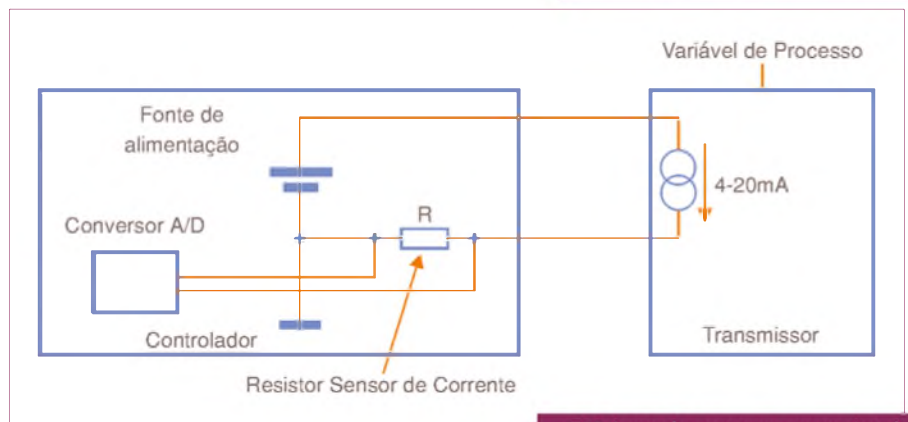 Variável de Processo
Fonte de
alimentação
4-20mA
R
Conversor A/D
Controlador
Transmissor
Resistor Sensor de Corrente